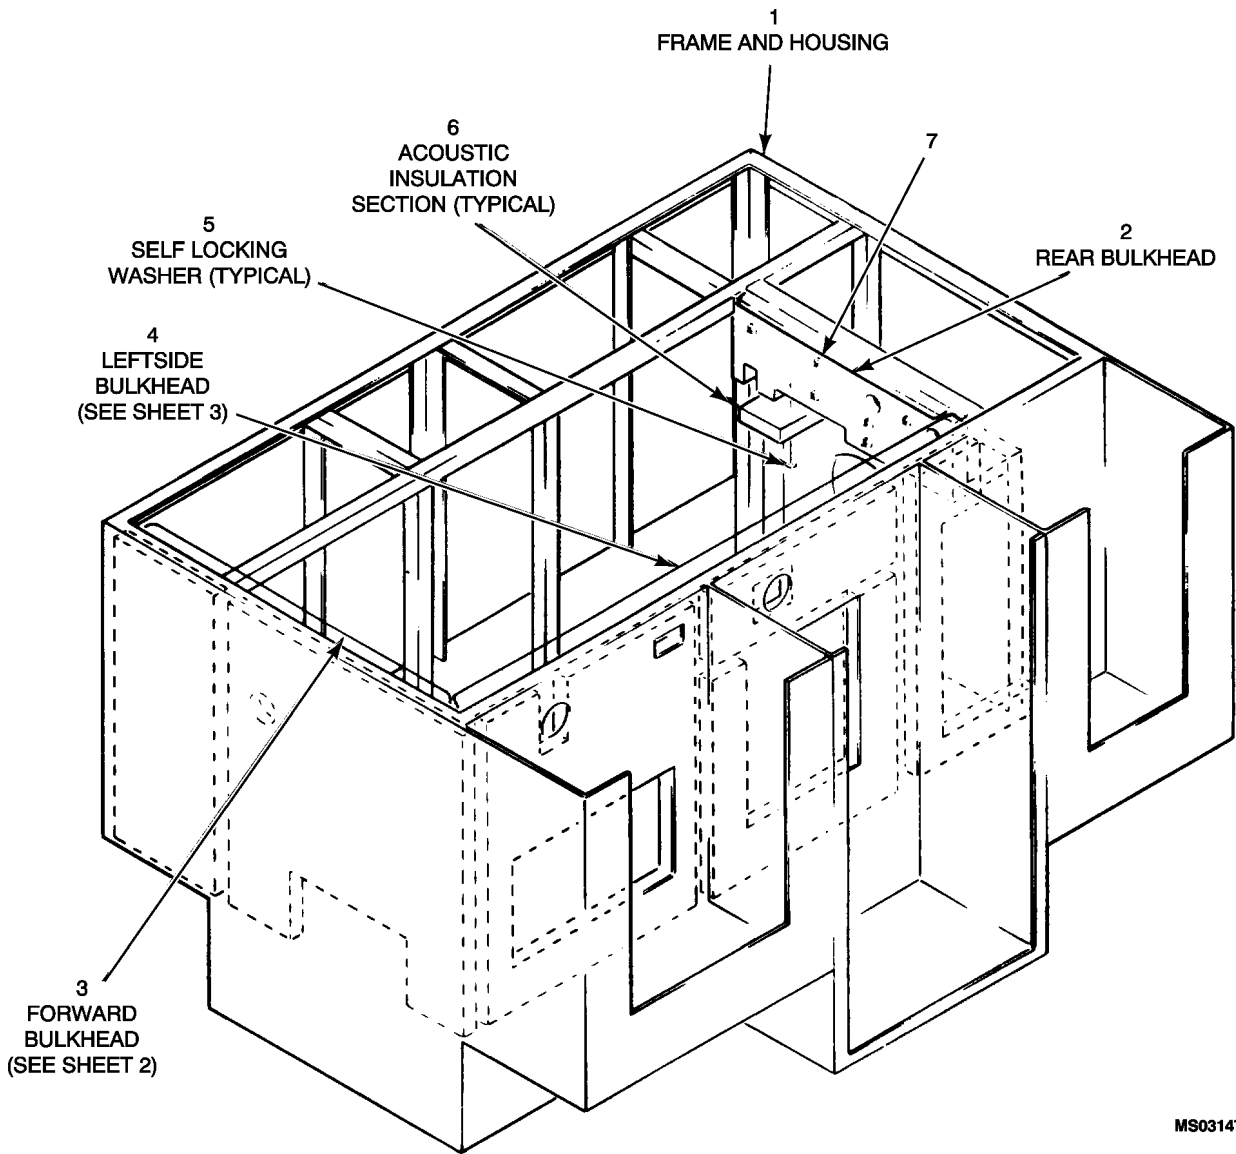 1
FRAME AND HOUSING
6
ACOUSTIC
INSULATION
SECTION (TYPICAL)
7
5
SELF LOCKING
WASHER (TYPICAL)
2
REAR BULKHEAD
4
LEFTSIDE
BULKHEAD
(SEE SHEET 3)
3
FORWARD
BULKHEAD
(SEE SHEET 2)
MS0314